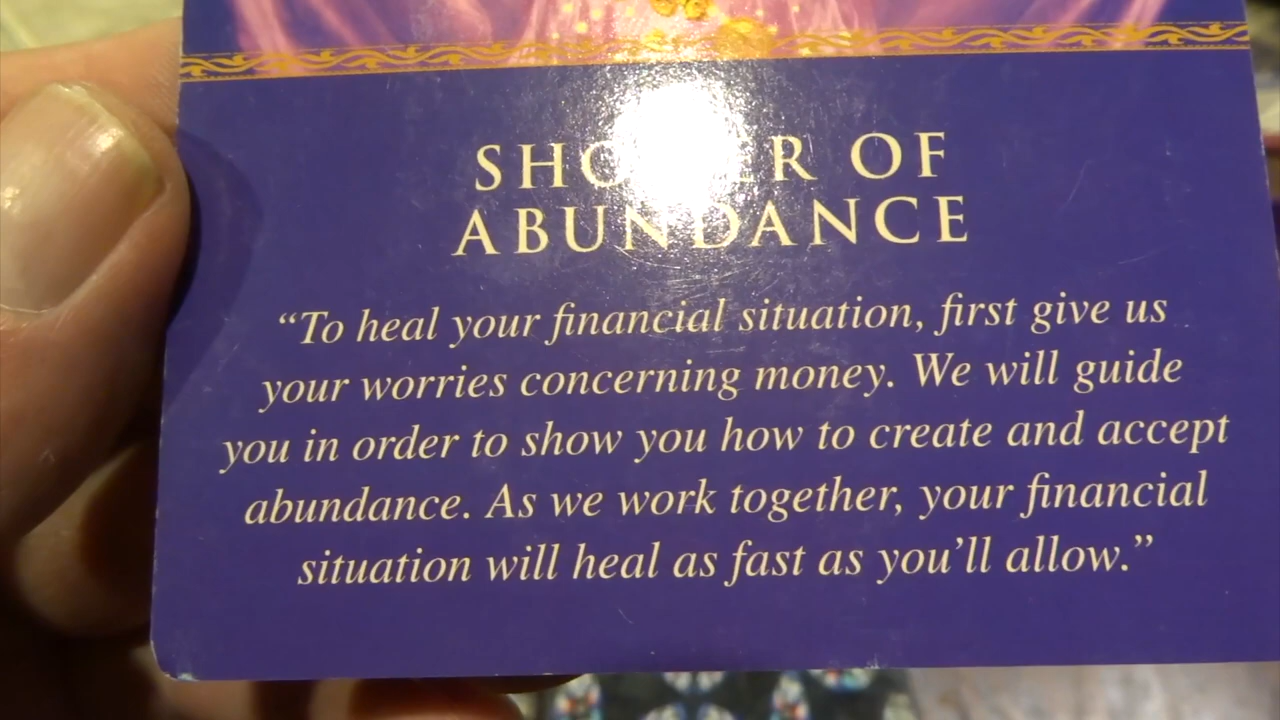 SHOWER OF
ABUNDANCE
“To heal your financial situation, first give us
your worries concerning money. We will guide
you in order to show you how to create and accept
abundance. As we work together, your financial
situation will heal as fast as you’ll allow.”